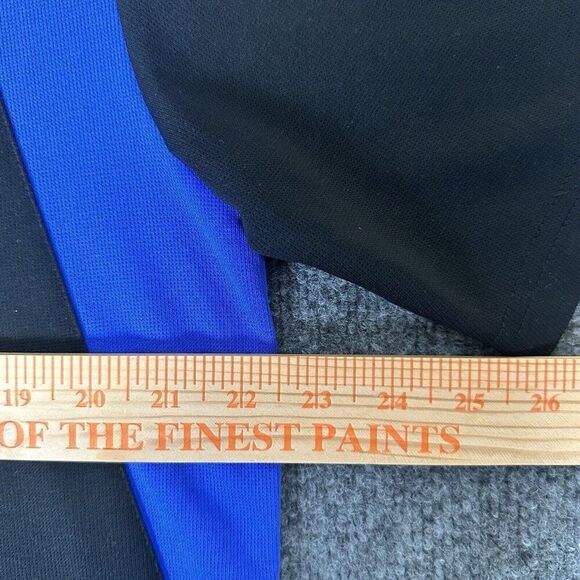 19 20 21 22 23 24 25 26
OF THE FINEST PAINTS